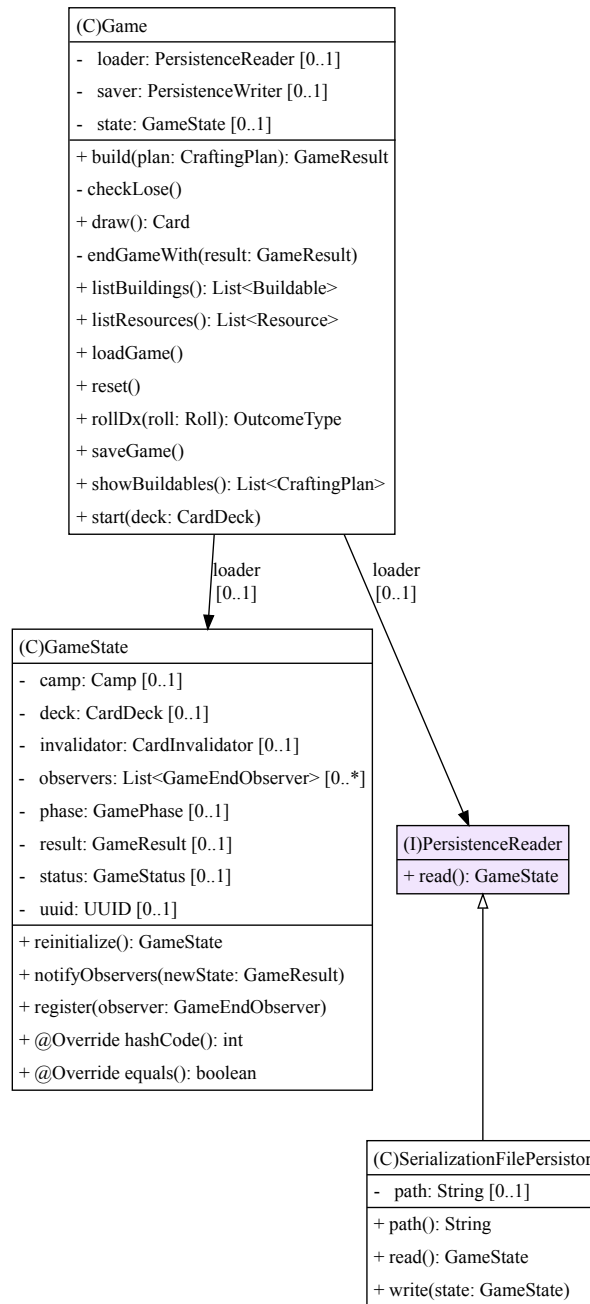 (C)Game
- loader: PersistenceReader [0..1]
- saver: PersistenceWriter [0..1]
- state: GameState [0..1]
+ build(plan: CraftingPlan): GameResult
- checkLose()
+ draw(): Card
- endGameWith(result: GameResult)
+ listBuildings(): List<Buildable>
+ listResources(): List<Resource>
+ loadGame()
+ reset()
+ rollDx(roll: Roll): OutcomeType
+ saveGame()
+ showBuildables(): List<CraftingPlan>
+ start(deck: CardDeck)
loader
[0..1]
loader
[0..1]
(C)GameState
- camp: Camp [0..1]
- deck: CardDeck [0..1]
- invalidator: CardInvalidator [0..1]
- observers: List<GameEndObserver> [0..*]
- phase: GamePhase [0..1]
- result: GameResult [0..1]
- status: GameStatus [0..1]
- uuid: UUID [0..1]
+ reinitialize(): GameState
+ notifyObservers(newState: GameResult)
+ register(observer: GameEndObserver)
+ @Override hashCode(): int
+ @Override equals(): boolean
(I)PersistenceReader
+ read(): GameState
(C)SerializationFilePersistor
- path: String [0..1]
+ path(): String
+ read(): GameState
+ write(state: GameState)